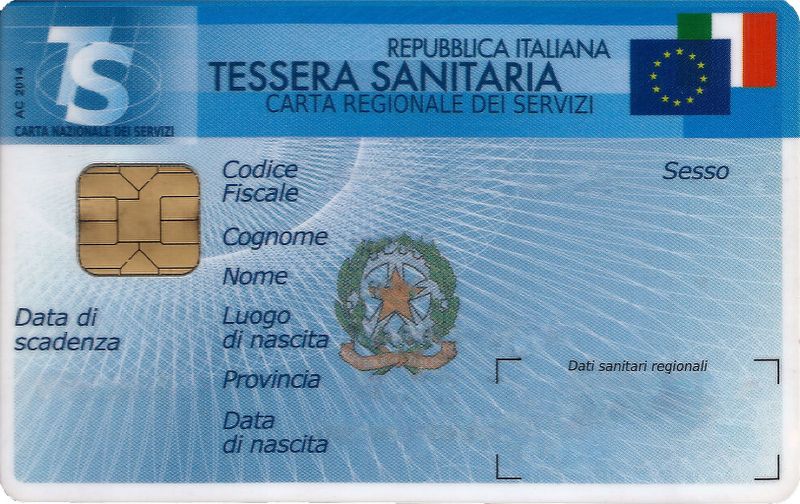 TS
AC 2014
CARTA NAZIONALE DEI SERVIZI
REPUBBLICA ITALIANA
TESSERA SANITARIA
CARTA REGIONALE DEI SERVIZI
Codice
Fiscale
Sesso
Cognome
Nome
Data di
scadenza
Luogo
di nascita
Provincia
Data
di nascita
Dati sanitari regionali